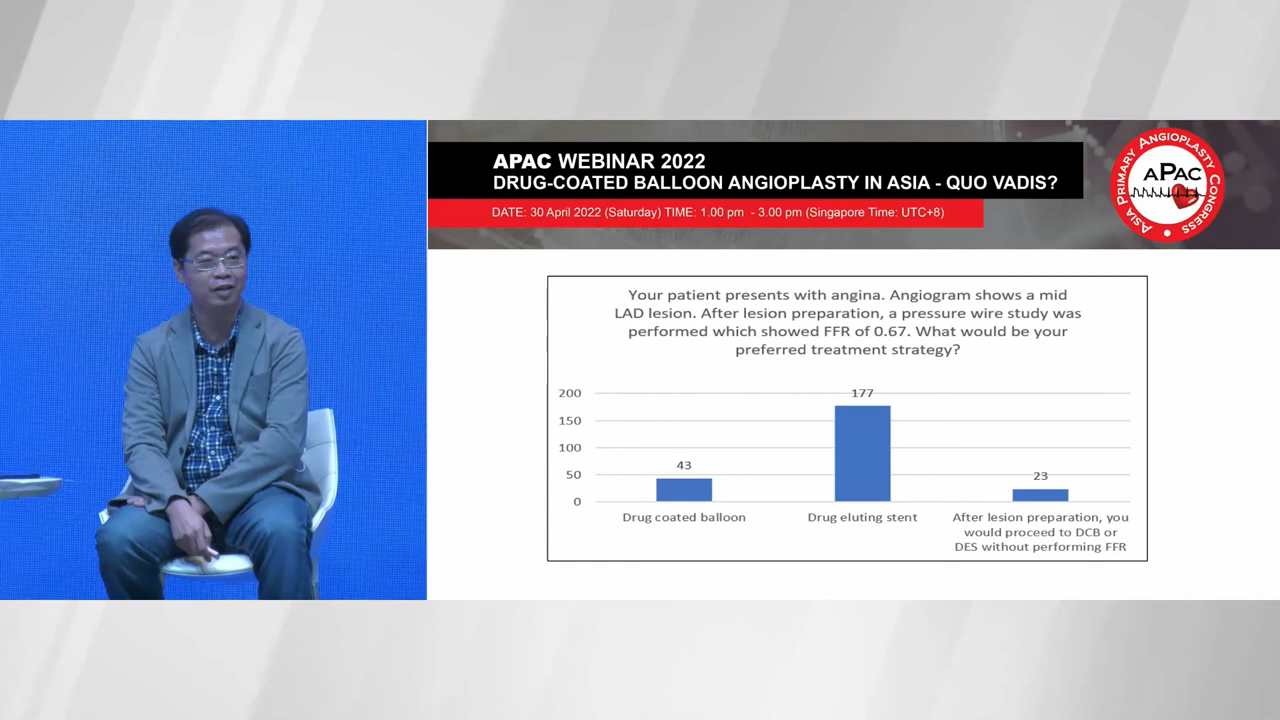 APAC WEBINAR 2022
DRUG-COATED BALLOON ANGIOPLASTY IN ASIA - QUO VADIS?
DATE: 30 April 2022 (Saturday) TIME: 1.00 pm - 3.00 pm (Singapore Time: UTC+8)
ASIA PRIMARY ANGIOPLASTY CONGRESS
aPAC
Your patient presents with angina. Angiogram shows a mid
LAD lesion. After lesion preparation, a pressure wire study was
performed which showed FFR of 0.67. What would be your
preferred treatment strategy?
200
150
100
50
0
43
177
23
Drug coated balloon
Drug eluting stent
After lesion preparation, you
would proceed to DCB or
DES without performing FFR